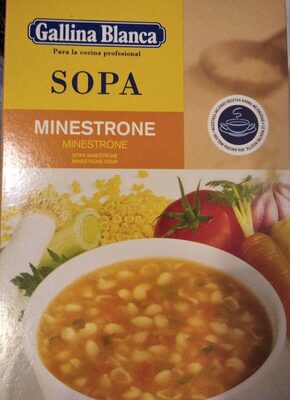 Gallina Blanca
Para la cocina profesional
SOPA
MINESTRONE
MINESTRONE
SOPA MINESTRONE
MINESTRONE SOUP